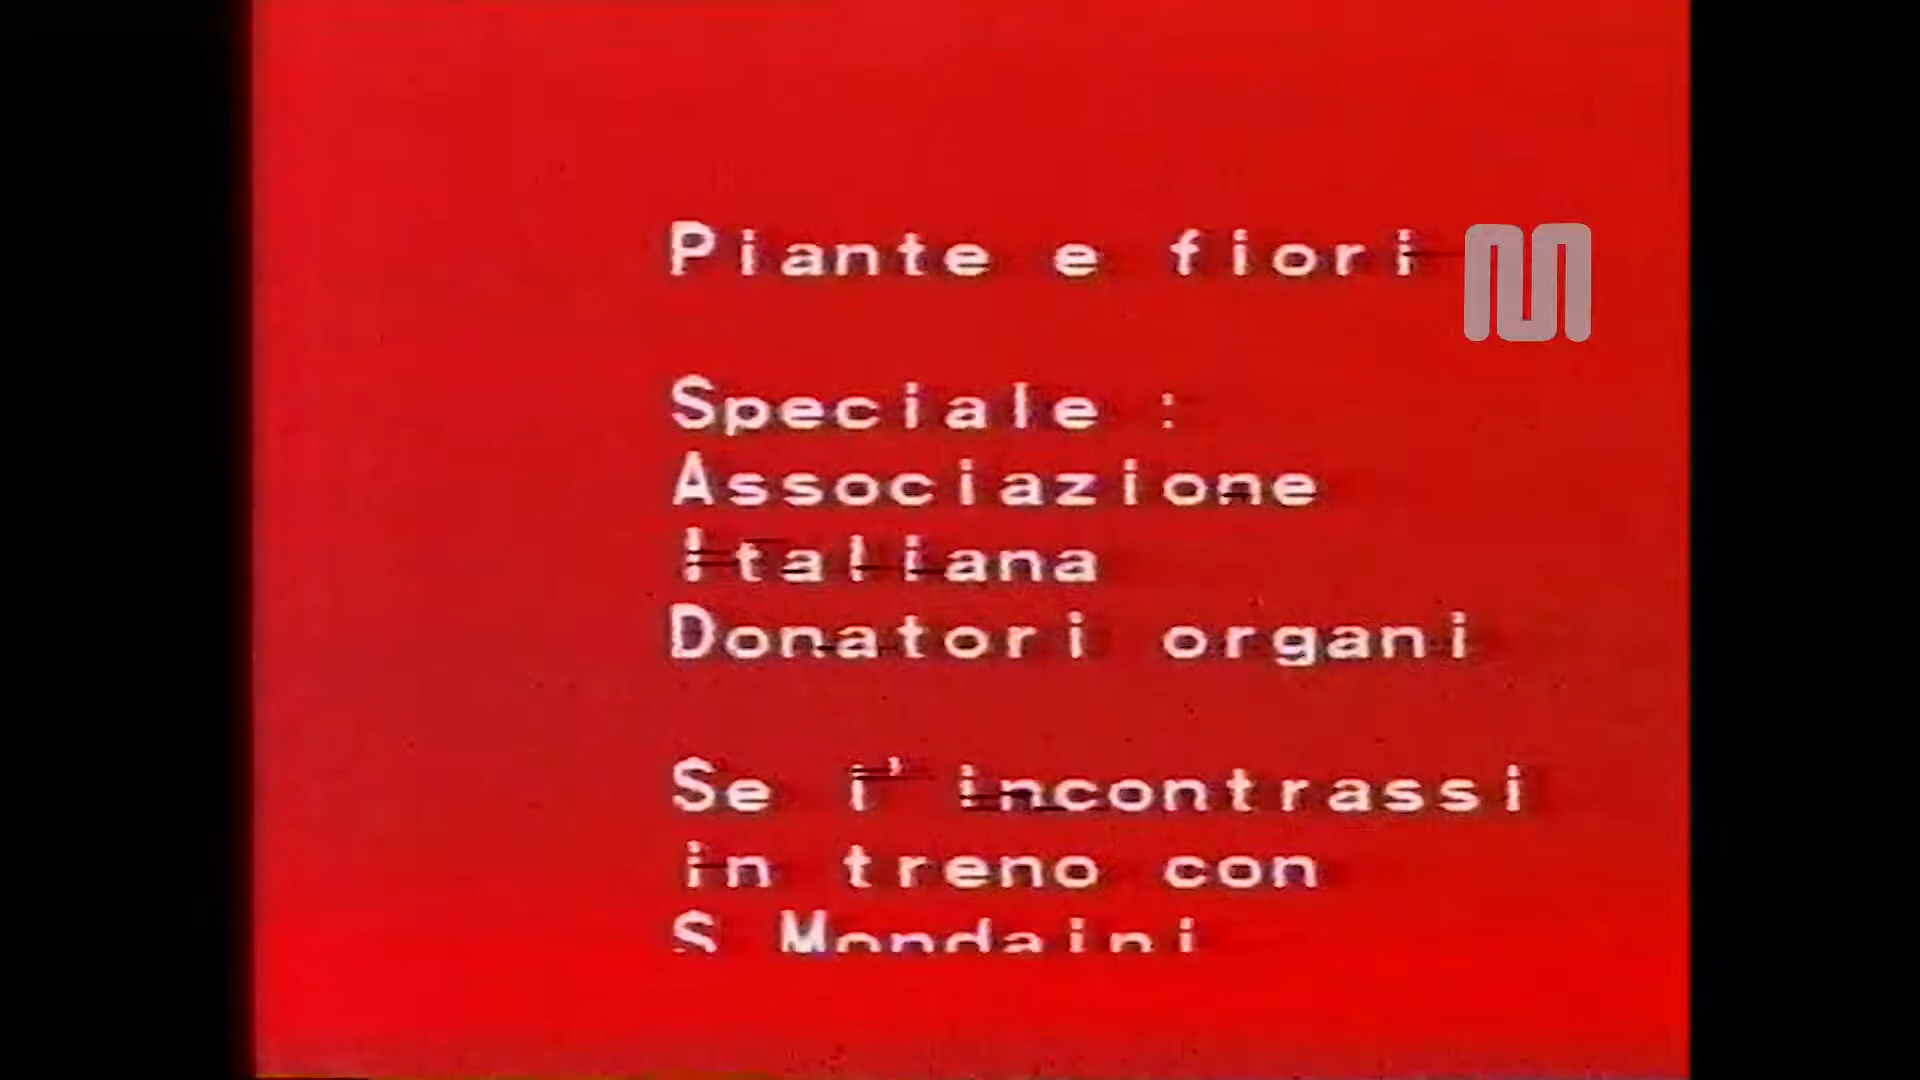 Piante e fiori
Speciale :
Associazione
Italiana
Donatori organi
Se i' incontrassi
in treno con
S Mondaini